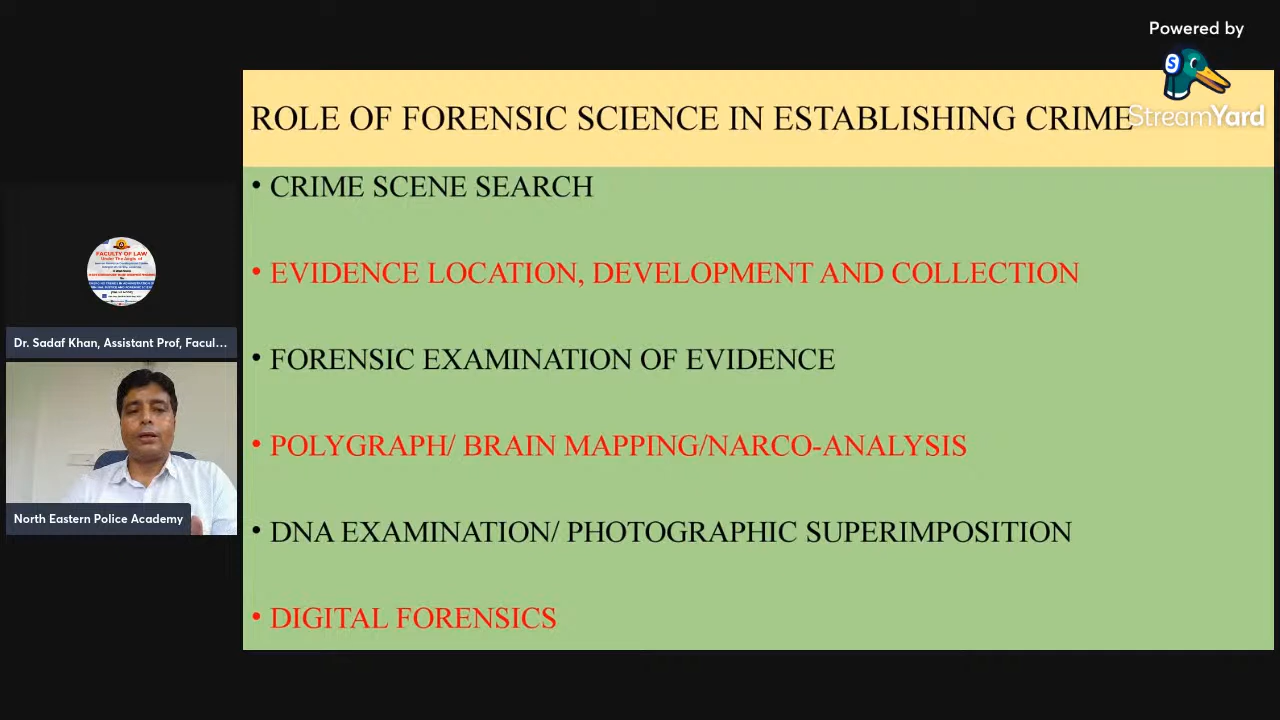 Powered by
S
StreamYard
ROLE OF FORENSIC SCIENCE IN ESTABLISHING CRIME
• CRIME SCENE SEARCH
• EVIDENCE LOCATION, DEVELOPMENT AND COLLECTION
• FORENSIC EXAMINATION OF EVIDENCE
• POLYGRAPH/ BRAIN MAPPING/NARCO-ANALYSIS
• DNA EXAMINATION/ PHOTOGRAPHIC SUPERIMPOSITION
• DIGITAL FORENSICS
FACULTY OF LAW
Dr. Sadaf Khan, Assistant Prof, Facul...
North Eastern Police Academy